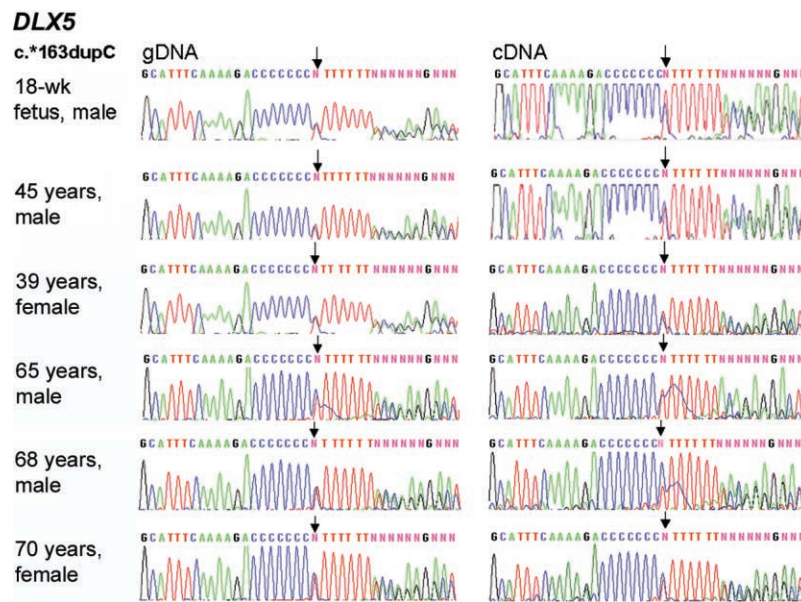 DLX5
c.*163dupC
gDNA
cDNA
18-wk
fetus, male
GCATTTCAAAAGACCCCCCCNTTTTTTNNNNNNGNNN
GCATTTCAAAAGACCCCCCCNTTTTTTNNNNNNGNNN
45 years,
male
GCATTTCAAAAGACCCCCCCNTTTTTTNNNNNNGNNN
GCATTTCAAAAGACCCCCCCNTTTTTTNNNNNNGNNN
39 years,
female
GCATTTCAAAAGACCCCCCCNTTTTTTNNNNNNGNNN
GCATTTCAAAAGACCCCCCCNTTTTTTNNNNNNGNNN
65 years,
male
GCATTTCAAAAGACCCCCCCNTTTTTTNNNNNNGNNN
GCATTTCAAAAGACCCCCCCNTTTTTTNNNNNNGNNN
68 years,
male
GCATTTCAAAAGACCCCCCCNTTTTTTNNNNNNGNNN
GCATTTCAAAAGACCCCCCCNTTTTTTNNNNNNGNNN
70 years,
female
GCATTTCAAAAGACCCCCCCNTTTTTTNNNNNNGNNN
GCATTTCAAAAGACCCCCCCNTTTTTTNNNNNNGNNN